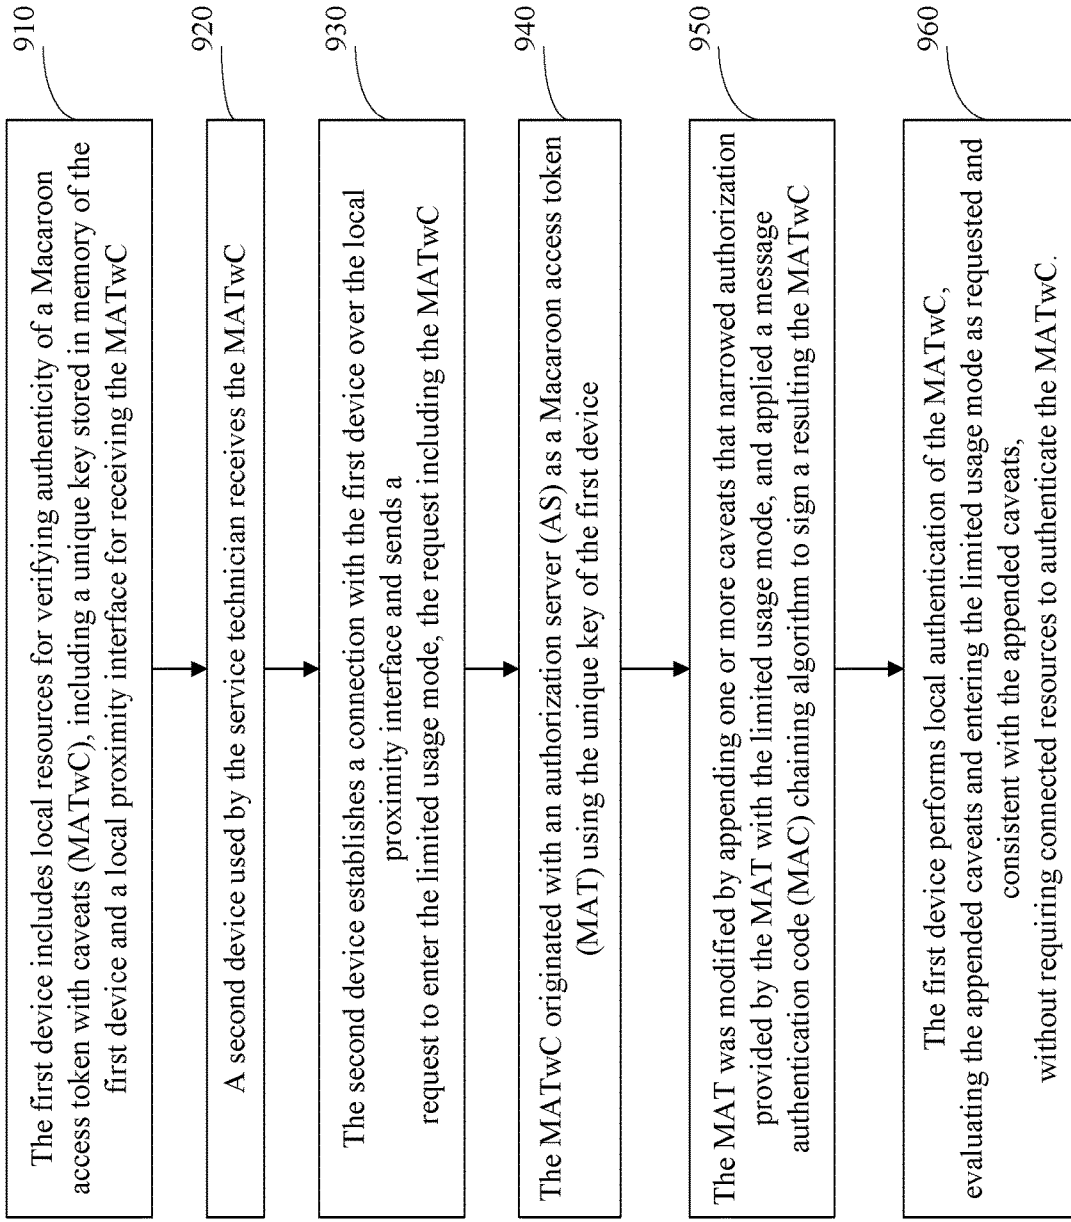 The first device includes local resources for verifying authenticity of a Macaroon
access token with caveats (MATwC), including a unique key stored in memory of the
first device and a local proximity interface for receiving the MATwC
910
A second device used by the service technician receives the MATwC
920
The second device establishes a connection with the first device over the local
proximity interface and sends a
request to enter the limited usage mode, the request including the MATwC
930
The MATwC originated with an authorization server (AS) as a Macaroon access token
(MAT) using the unique key of the first device
940
The MAT was modified by appending one or more caveats that narrowed authorization
provided by the MAT with the limited usage mode, and applied a message
authentication code (MAC) chaining algorithm to sign a resulting the MATwC
950
The first device performs local authentication of the MATwC,
evaluating the appended caveats and entering the limited usage mode as requested and
consistent with the appended caveats,
without requiring connected resources to authenticate the MATwC.
960